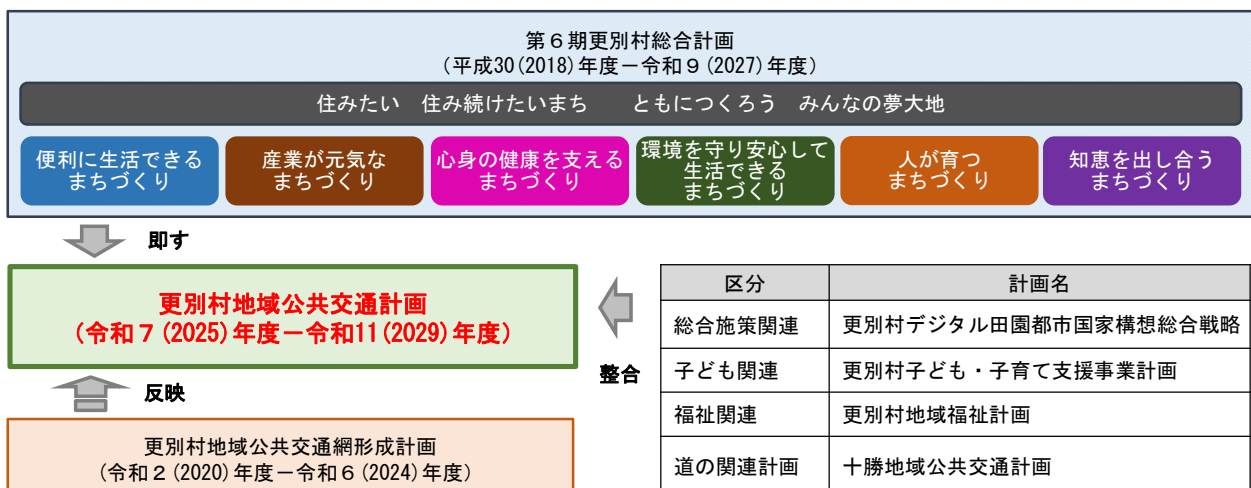 第6期更別村総合計画
（平成30(2018)年度－令和9(2027)年度）
住みたい　住み続けたいまち　　ともにつくろう　みんなの夢大地
便利に生活できる
まちづくり
産業が元気な
まちづくり
心身の健康を支える
まちづくり
環境を守り安心して
生活できる
まちづくり
人が育つ
まちづくり
知恵を出し合う
まちづくり
即す
更別村地域公共交通計画
（令和7(2025)年度－令和11(2029)年度）
反映
更別村地域公共交通網形成計画
（令和2(2020)年度－令和6(2024)年度）
整合
区分　計画名
総合施策関連　更別村デジタル田園都市国家構想総合戦略
子ども関連　更別村子ども・子育て支援事業計画
福祉関連　更別村地域福祉計画
道の関連計画　十勝地域公共交通計画